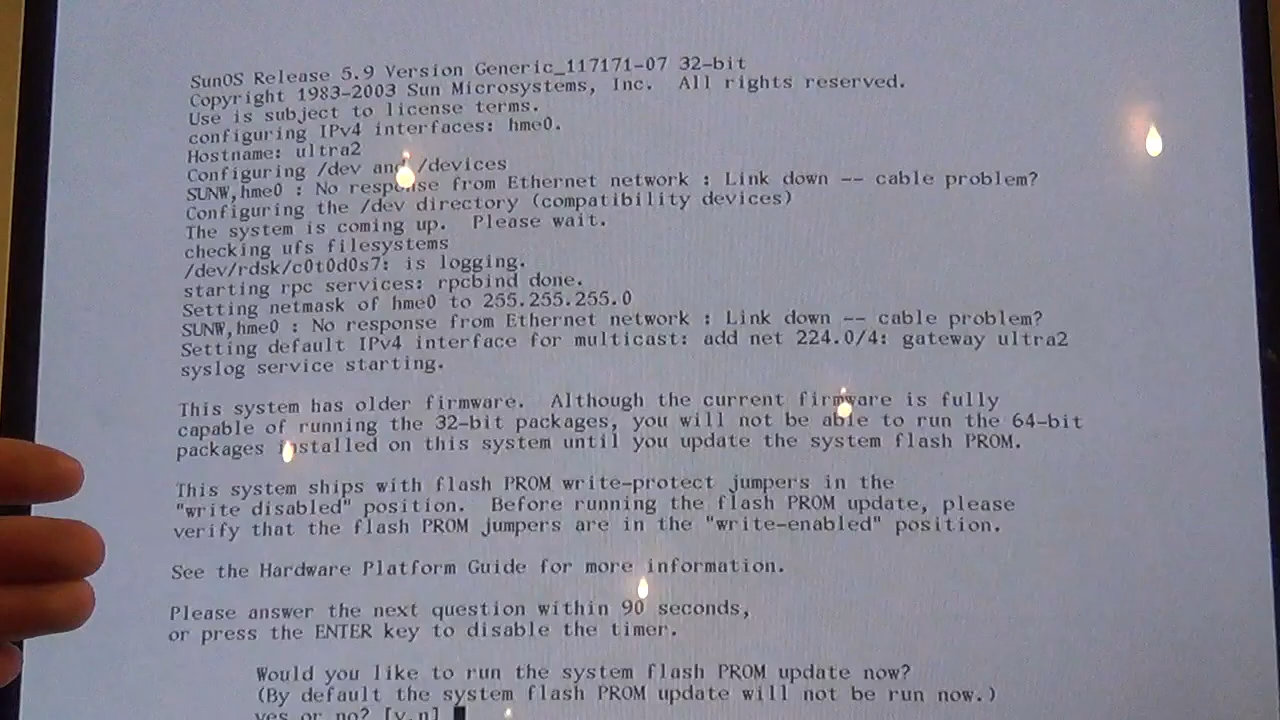 SunOS Release 5.9 Version Generic_117171-07 32-bit
Copyright 1983-2003 Sun Microsystems, Inc.  All rights reserved.
Use is subject to license terms.
configuring IPv4 interfaces: hme0.
Hostname: ultra2
Configuring /dev and /devices
SUNW,hme0 : No response from Ethernet network : Link down -- cable problem?
Configuring the /dev directory (compatibility devices)
The system is coming up.  Please wait.
checking ufs filesystems
/dev/rdsk/c0t0d0s7: is logging.
starting rpc services: rpcbind done.
Setting netmask of hme0 to 255.255.255.0
SUNW,hme0 : No response from Ethernet network : Link down -- cable problem?
Setting default IPv4 interface for multicast: add net 224.0/4: gateway ultra2
syslog service starting.
This system has older firmware.  Although the current firmware is fully
capable of running the 32-bit packages, you will not be able to run the 64-bit
packages installed on this system until you update the system flash PROM.
This system ships with flash PROM write-protect jumpers in the
"write disabled" position.  Before running the flash PROM update, please
verify that the flash PROM jumpers are in the "write-enabled" position.
See the Hardware Platform Guide for more information.
Please answer the next question within 90 seconds,
or press the ENTER key to disable the timer.
Would you like to run the system flash PROM update now?
(By default the system flash PROM update will not be run now.)
yes or no? [y,n]